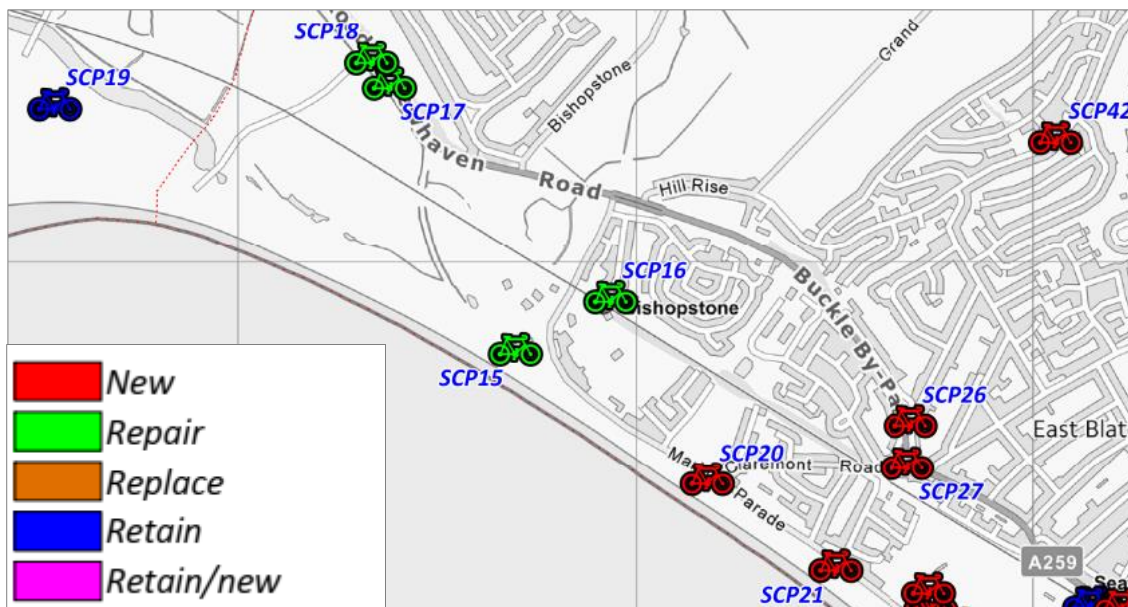 SCP18
SCP19
SCP17
SCP42
Grand
Bishopstone
Road
Hill Rise
SCP16
Bishopstone
Buckle By-Pa
SCP15
SCP26
East Blat
SCP20
Claremont Road
Parade
SCP27
A259
SCP21
Sea
New
Repair
Replace
Retain
Retain/new